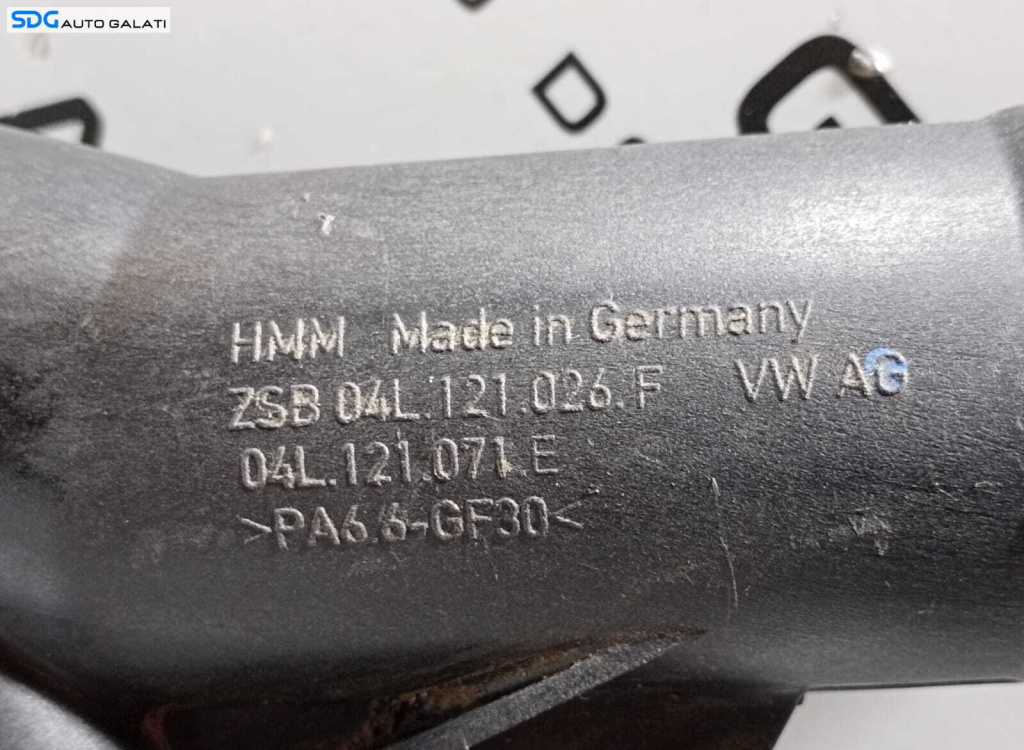 SDG AUTO GALATI
HMM Made in Germany
ZSB 04L.121.026.F VW AG
04L.121.071.E
>PA6.6-GF30<